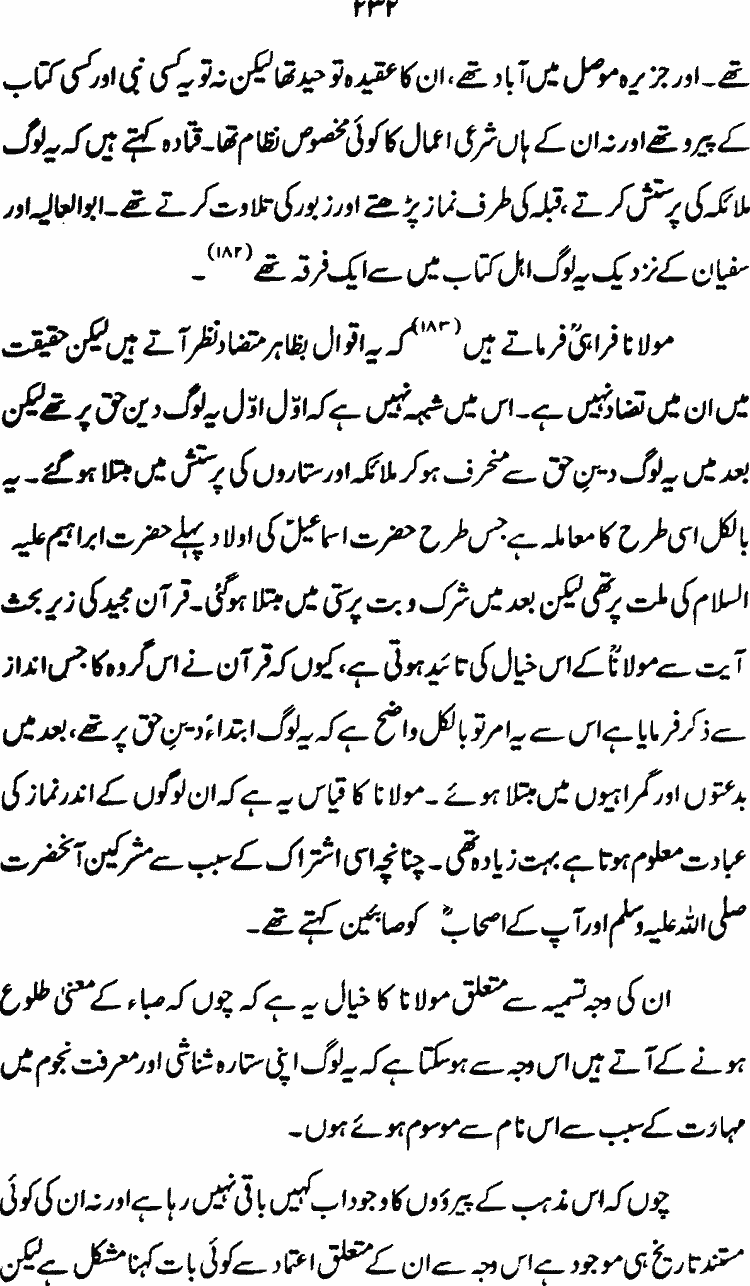 ۲۳۲
تھے۔ اور جزیرہ موصل میں آباد تھے، ان کا عقیدہ توحید تھا لیکن نہ تو یہ کسی نبی اور کسی کتاب
کے پیرو تھے اور نہ ان کے ہاں شرعی اعمال کا کوئی مخصوص نظام تھا۔ قتادہ کہتے ہیں کہ یہ لوگ
ملائکہ کی پرستش کرتے، قبلہ کی طرف نماز پڑھتے اور زبور کی تلاوت کرتے تھے۔ ابوالعالیہ اور
سفیان کے نزدیک یہ لوگ اہل کتاب میں سے ایک فرقہ تھے (۱۸۲)۔
مولانا فراہیؒ فرماتے ہیں (۱۸۳) کہ یہ اقوال بظاہر متضاد نظر آتے ہیں لیکن حقیقت
میں ان میں تضاد نہیں ہے۔ اس میں شبہہ نہیں ہے کہ اوّل اوّل یہ لوگ دین حق پر تھے لیکن
بعد میں یہ لوگ دینِ حق سے منحرف ہو کر ملائکہ اور ستاروں کی پرستش میں مبتلا ہو گئے۔ یہ
بالکل اسی طرح کا معاملہ ہے جس طرح حضرت اسماعیلؑ کی اولاد پہلے حضرت ابراہیم علیہ
السلام کی ملت پر تھی لیکن بعد میں شرک و بت پرستی میں مبتلا ہو گئی۔ قرآن مجید کی زیر بحث
آیت سے مولاناؒ کے اس خیال کی تائید ہوتی ہے، کیوں کہ قرآن نے اس گروہ کا جس انداز
سے ذکر فرمایا ہے اس سے یہ امر تو بالکل واضح ہے کہ یہ لوگ ابتداءً دینِ حق پر تھے، بعد میں
بدعتوں اور گمراہیوں میں مبتلا ہوئے ۔ مولانا کا قیاس یہ ہے کہ ان لوگوں کے اندر نماز کی
عبادت معلوم ہوتا ہے بہت زیادہ تھی۔ چنانچہ اسی اشتراک کے سبب سے مشرکین آنحضرت
صلی اللہ علیہ وسلم اور آپ کے اصحابؓ کو صابئین کہتے تھے۔
ان کی وجہ تسمیہ سے متعلق مولانا کا خیال یہ ہے کہ چوں کہ صباء کے معنیٰ طلوع
ہونے کے آتے ہیں اس وجہ سے ہو سکتا ہے کہ یہ لوگ اپنی ستارہ شناشی اور معرفت نجوم میں
مہارت کے سبب سے اس نام سے موسوم ہوئے ہوں۔
چوں کہ اس مذہب کے پیروؤں کا وجود اب کہیں باقی نہیں رہا ہے اور نہ ان کی کوئی
مستند تاریخ ہی موجود ہے اس وجہ سے ان کے متعلق اعتماد سے کوئی بات کہنا مشکل ہے لیکن